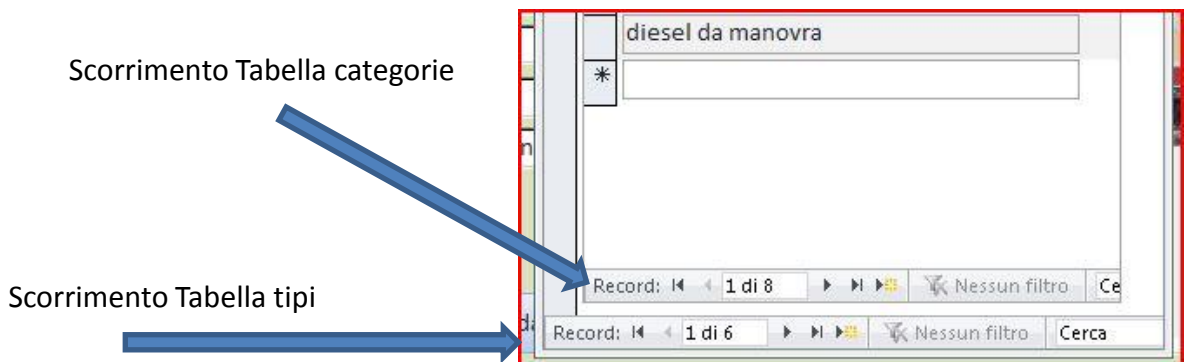 diesel da manovra
Scorrimento Tabella categorie
*
n
Record: 1 di 8 Nessun filtro Ce
Scorrimento Tabella tipi
Record: 1 di 6 Nessun filtro Cerca